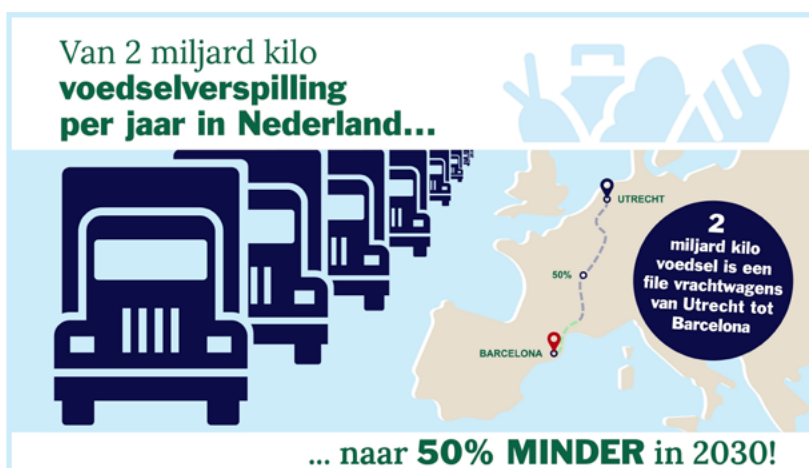 Van 2 miljard kilo
voedselverspilling
per jaar in Nederland...
UTRECHT
50%
BARCELONA
2
miljard kilo
voedsel is een
file vrachtwagens
van Utrecht tot
Barcelona
... naar 50% MINDER in 2030!